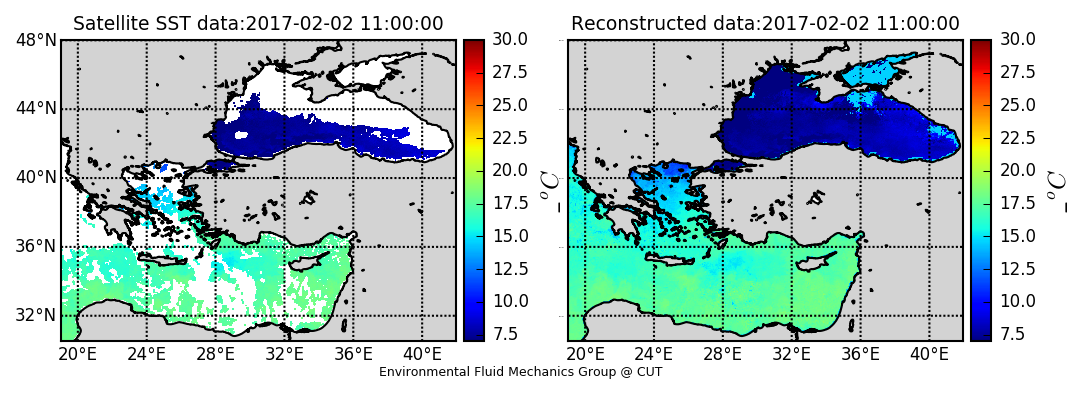 Satellite SST data:2017-02-02 11:00:00
48°N
44°N
40°N
36°N
32°N
20°E 24°E 28°E 32°E 36°E 40°E
30.0
27.5
25.0
22.5
20.0
17.5
15.0
12.5
10.0
7.5
_ °C
Reconstructed data:2017-02-02 11:00:00
20°E 24°E 28°E 32°E 36°E 40°E
30.0
27.5
25.0
22.5
20.0
17.5
15.0
12.5
10.0
7.5
_ °C
Environmental Fluid Mechanics Group @ CUT